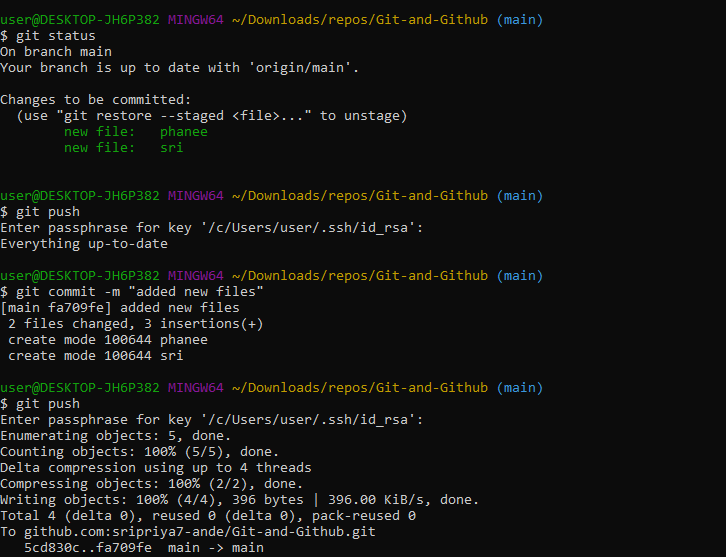 user@DESKTOP-JH6P382 MINGW64 ~/Downloads/repos/Git-and-Github (main)
$ git status
On branch main
Your branch is up to date with 'origin/main'.

Changes to be committed:
  (use "git restore --staged <file>..." to unstage)
        new file:   phanee
        new file:   sri


user@DESKTOP-JH6P382 MINGW64 ~/Downloads/repos/Git-and-Github (main)
$ git push
Enter passphrase for key '/c/Users/user/.ssh/id_rsa':
Everything up-to-date

user@DESKTOP-JH6P382 MINGW64 ~/Downloads/repos/Git-and-Github (main)
$ git commit -m "added new files"
[main fa709fe] added new files
 2 files changed, 3 insertions(+)
 create mode 100644 phanee
 create mode 100644 sri

user@DESKTOP-JH6P382 MINGW64 ~/Downloads/repos/Git-and-Github (main)
$ git push
Enter passphrase for key '/c/Users/user/.ssh/id_rsa':
Enumerating objects: 5, done.
Counting objects: 100% (5/5), done.
Delta compression using up to 4 threads
Compressing objects: 100% (2/2), done.
Writing objects: 100% (4/4), 396 bytes | 396.00 KiB/s, done.
Total 4 (delta 0), reused 0 (delta 0), pack-reused 0
To github.com:sripriya7-ande/Git-and-Github.git
   5cd830c..fa709fe  main -> main